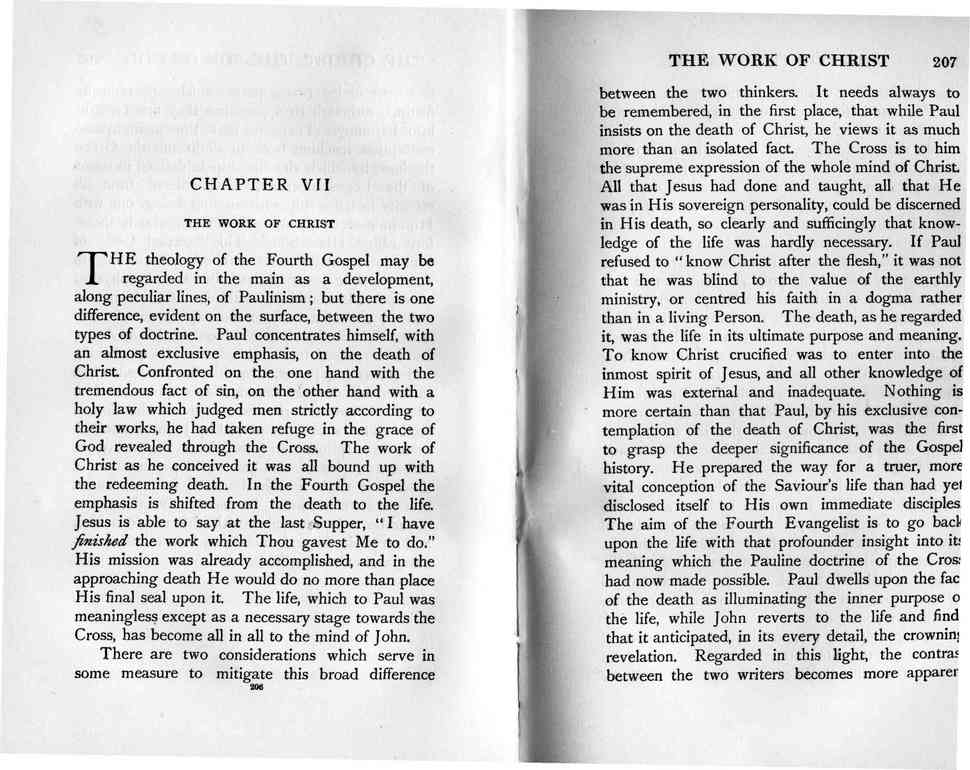 CHAPTER VII
THE WORK OF CHRIST
THE theology of the Fourth Gospel may be
regarded in the main as a development,
along peculiar lines, of Paulinism ; but there is one
difference, evident on the surface, between the two
types of doctrine. Paul concentrates himself, with
an almost exclusive emphasis, on the death of
Christ. Confronted on the one hand with the
tremendous fact of sin, on the other hand with a
holy law which judged men strictly according to
their works, he had taken refuge in the grace of
God revealed through the Cross. The work of
Christ as he conceived it was all bound up with
the redeeming death. In the Fourth Gospel the
emphasis is shifted from the death to the life.
Jesus is able to say at the last Supper, “I have
finished the work which Thou gavest Me to do.”
His mission was already accomplished, and in the
approaching death He would do no more than place
His final seal upon it. The life, which to Paul was
meaningless except as a necessary stage towards the
Cross, has become all in all to the mind of John.
There are two considerations which serve in
some measure to mitigate this broad difference
206
THE WORK OF CHRIST 207
between the two thinkers. It needs always to
be remembered, in the first place, that while Paul
insists on the death of Christ, he views it as much
more than an isolated fact. The Cross is to him
the supreme expression of the whole mind of Christ.
All that Jesus had done and taught, all that He
was in His sovereign personality, could be discerned
in His death, so clearly and sufficingly that know-
ledge of the life was hardly necessary. If Paul
refused to “know Christ after the flesh,” it was not
that he was blind to the value of the earthly
ministry, or centred his faith in a dogma rather
than in a living Person. The death, as he regarded
it, was the life in its ultimate purpose and meaning.
To know Christ crucified was to enter into the
inmost spirit of Jesus, and all other knowledge of
Him was external and inadequate. Nothing is
more certain than that Paul, by his exclusive con-
templation of the death of Christ, was the first
to grasp the deeper significance of the Gospel
history. He prepared the way for a truer, more
vital conception of the Saviour's life than had yet
disclosed itself to His own immediate disciples
The aim of the Fourth Evangelist is to go back
upon the life with that profounder insight into its
meaning which the Pauline doctrine of the Cros
had now made possible. Paul dwells upon the fac
of the death as illuminating the inner purpose o
the life, while John reverts to the life and find
that it anticipated, in its every detail, the crownin
revelation. Regarded in this light, the contras
between the two writers becomes more apparer